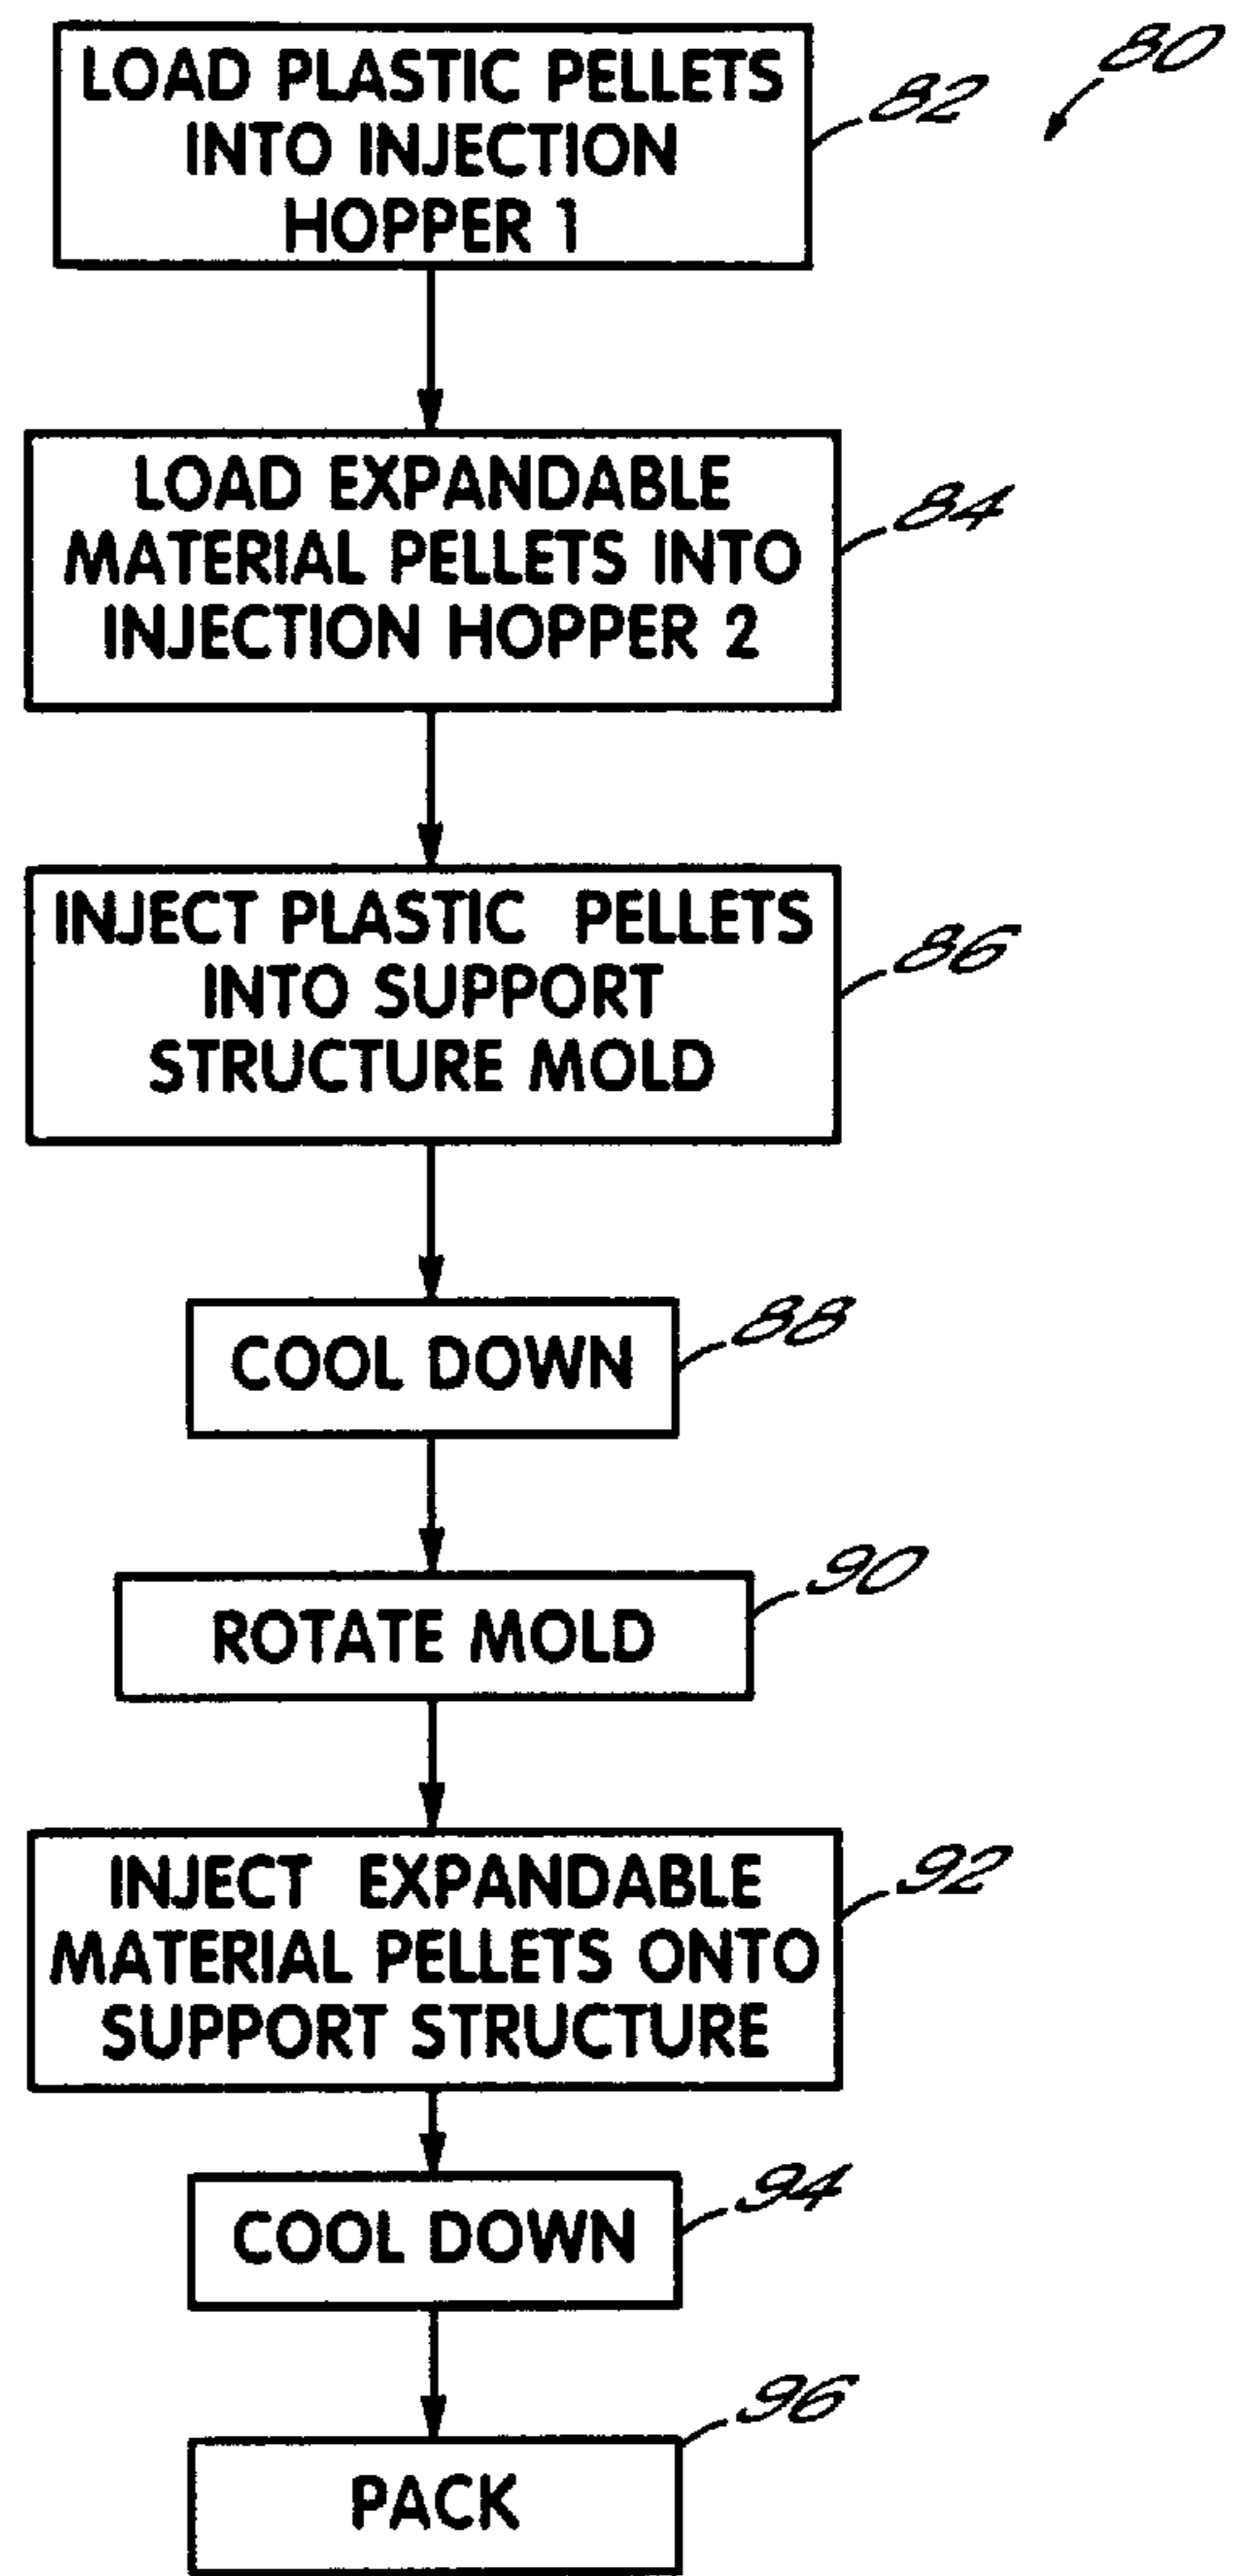 80
LOAD PLASTIC PELLETS
INTO INJECTION
HOPPER 1
82
LOAD EXPANDABLE
MATERIAL PELLETS INTO
INJECTION HOPPER 2
84
INJECT PLASTIC PELLETS
INTO SUPPORT
STRUCTURE MOLD
86
COOL DOWN
88
ROTATE MOLD
90
INJECT EXPANDABLE
MATERIAL PELLETS ONTO
SUPPORT STRUCTURE
92
COOL DOWN
94
PACK
96